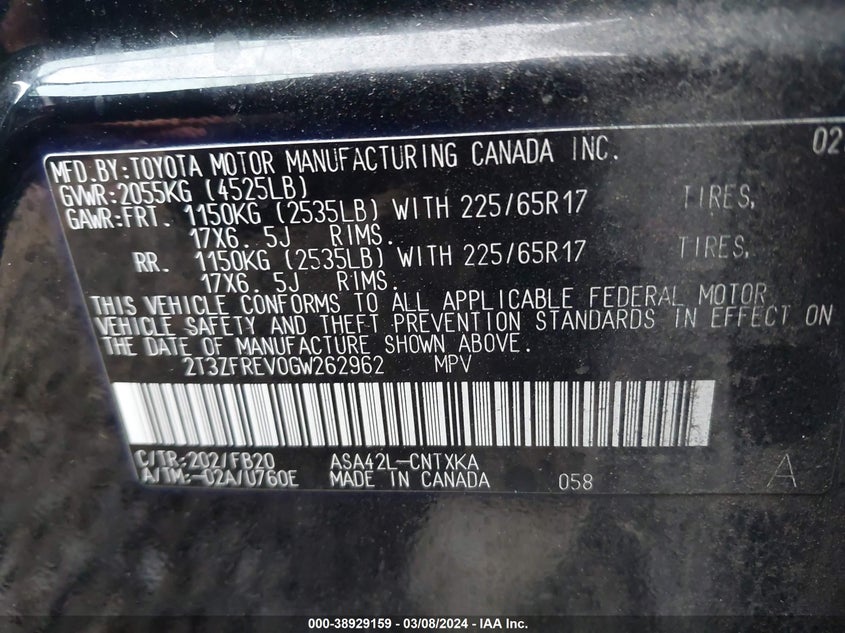 MFD.BY:TOYOTA MOTOR MANUFACTURING CANADA INC. 02
GVWR:2055KG (4525LB)
GAWR:FRT. 1150KG (2535LB) WITH 225/65R17 TIRES,
17X6. 5J RIMS.
RR. 1150KG (2535LB) WITH 225/65R17 TIRES,
17X6. 5J RIMS.
THIS VEHICLE CONFORMS TO ALL APPLICABLE FEDERAL MOTOR
VEHICLE SAFETY AND THEFT PREVENTION STANDARDS IN EFFECT ON
THE DATE OF MANUFACTURE SHOWN ABOVE.
2T3ZFREV0GW262962 MPV
C/TR:202/FB20 ASA42L-CNTXKA
A/TM:-02A/U760E MADE IN CANADA 058 A
000-38929159 - 03/08/2024 - IAA Inc.